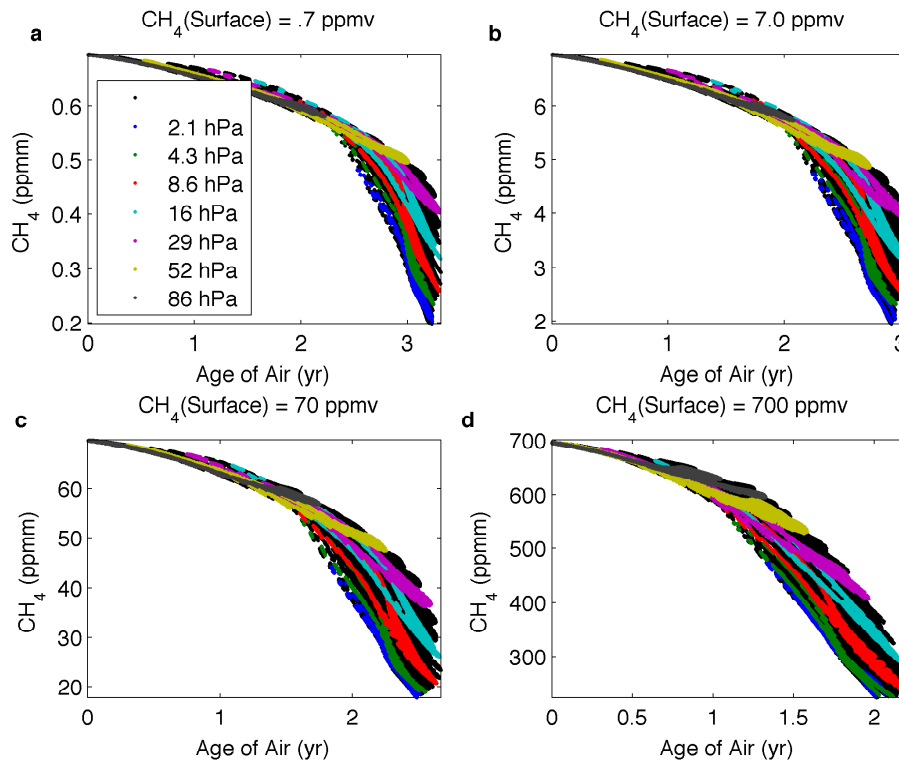 a
CH4(Surface) = .7 ppmv
0.6
0.5
0.4
0.3
0.2
CH4 (ppmm)
2.1 hPa
4.3 hPa
8.6 hPa
16 hPa
29 hPa
52 hPa
86 hPa
0 1 2 3
Age of Air (yr)
b
CH4(Surface) = 7.0 ppmv
6
5
4
3
2
CH4 (ppmm)
0 1 2 3
Age of Air (yr)
c
CH4(Surface) = 70 ppmv
60
50
40
30
20
CH4 (ppmm)
0 1 2
Age of Air (yr)
d
CH4(Surface) = 700 ppmv
700
600
500
400
300
CH4 (ppmm)
0 0.5 1 1.5 2
Age of Air (yr)